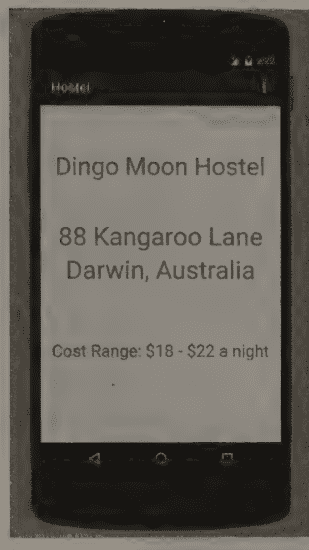 Hostel
Dingo Moon Hostel
88 Kangaroo Lane
Darwin, Australia
Cost Range: $18 - $22 a night